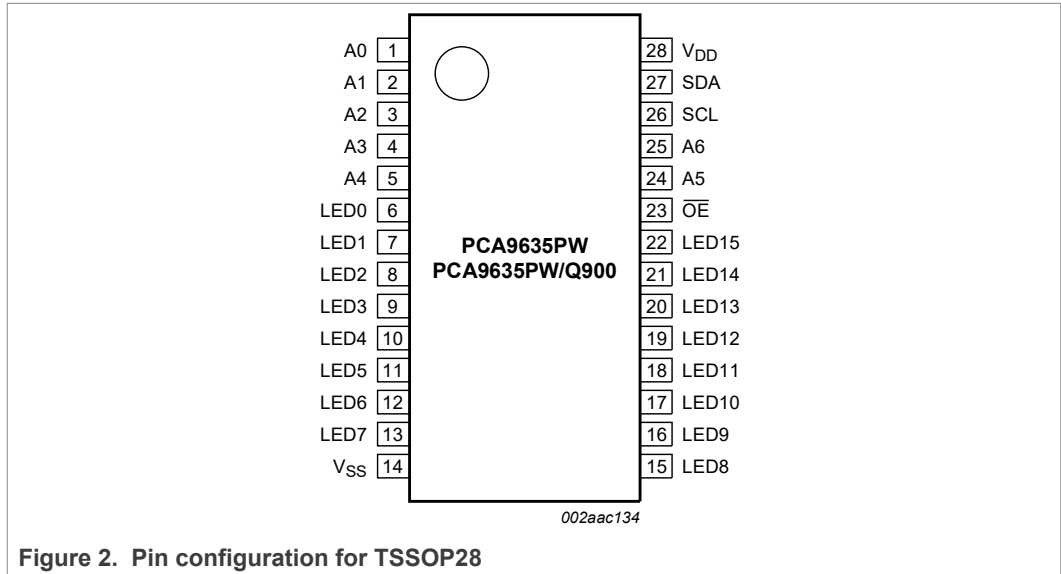 A0 1 28 VDD
A1 2 27 SDA
A2 3 26 SCL
A3 4 25 A6
A4 5 24 A5
LED0 6 23 O̅E̅
LED1 7 PCA9635PW 22 LED15
LED2 8 PCA9635PW/Q900 21 LED14
LED3 9 20 LED13
LED4 10 19 LED12
LED5 11 18 LED11
LED6 12 17 LED10
LED7 13 16 LED9
VSS 14 15 LED8
002aac134
Figure 2. Pin configuration for TSSOP28